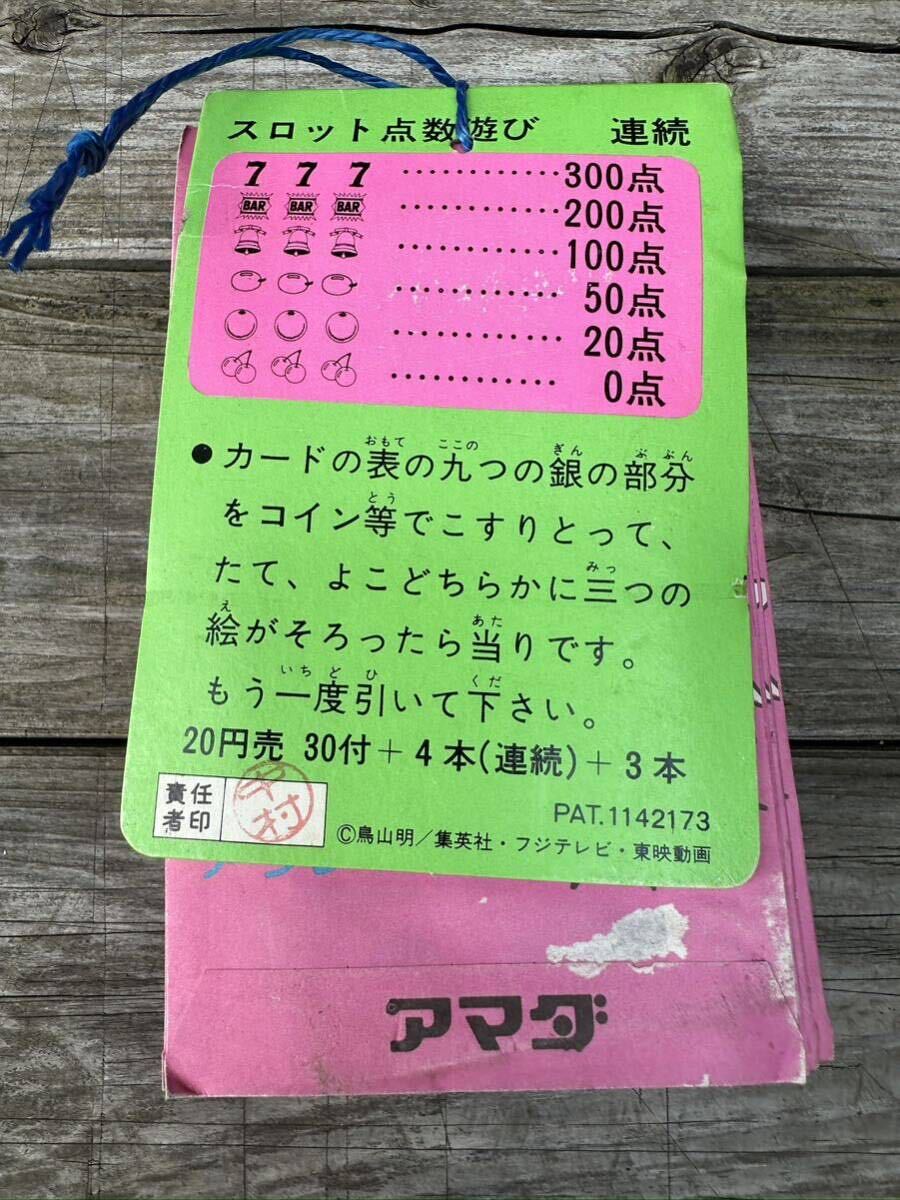 スロット点数遊び 連続
7 7 7 …………300点
BAR BAR BAR …………200点
…………100点
…………50点
…………20点
…………0点
●カードの表の九つの銀の部分
をコイン等でこすりとって、
たて、よこどちらかに三つの
絵がそろったら当りです。
もう一度引いて下さい。
20円売 30付+4本(連続)+3本
責任
者印
PAT.1142173
©鳥山明/集英社・フジテレビ・東映動画
アマダ